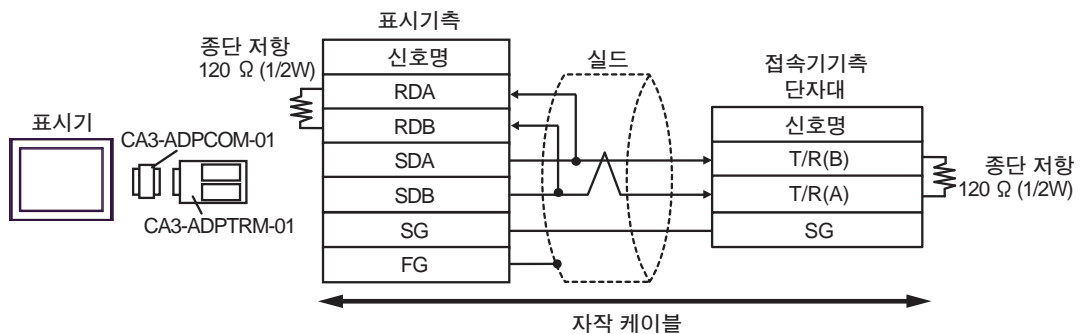 표시기
CA3-ADPCOM-01
CA3-ADPTRM-01
종단 저항
120 Ω (1/2W)
표시기측
신호명
RDA
RDB
SDA
SDB
SG
FG
실드
접속기기측
단자대
신호명
T/R(B)
T/R(A)
SG
종단 저항
120 Ω (1/2W)
자작 케이블